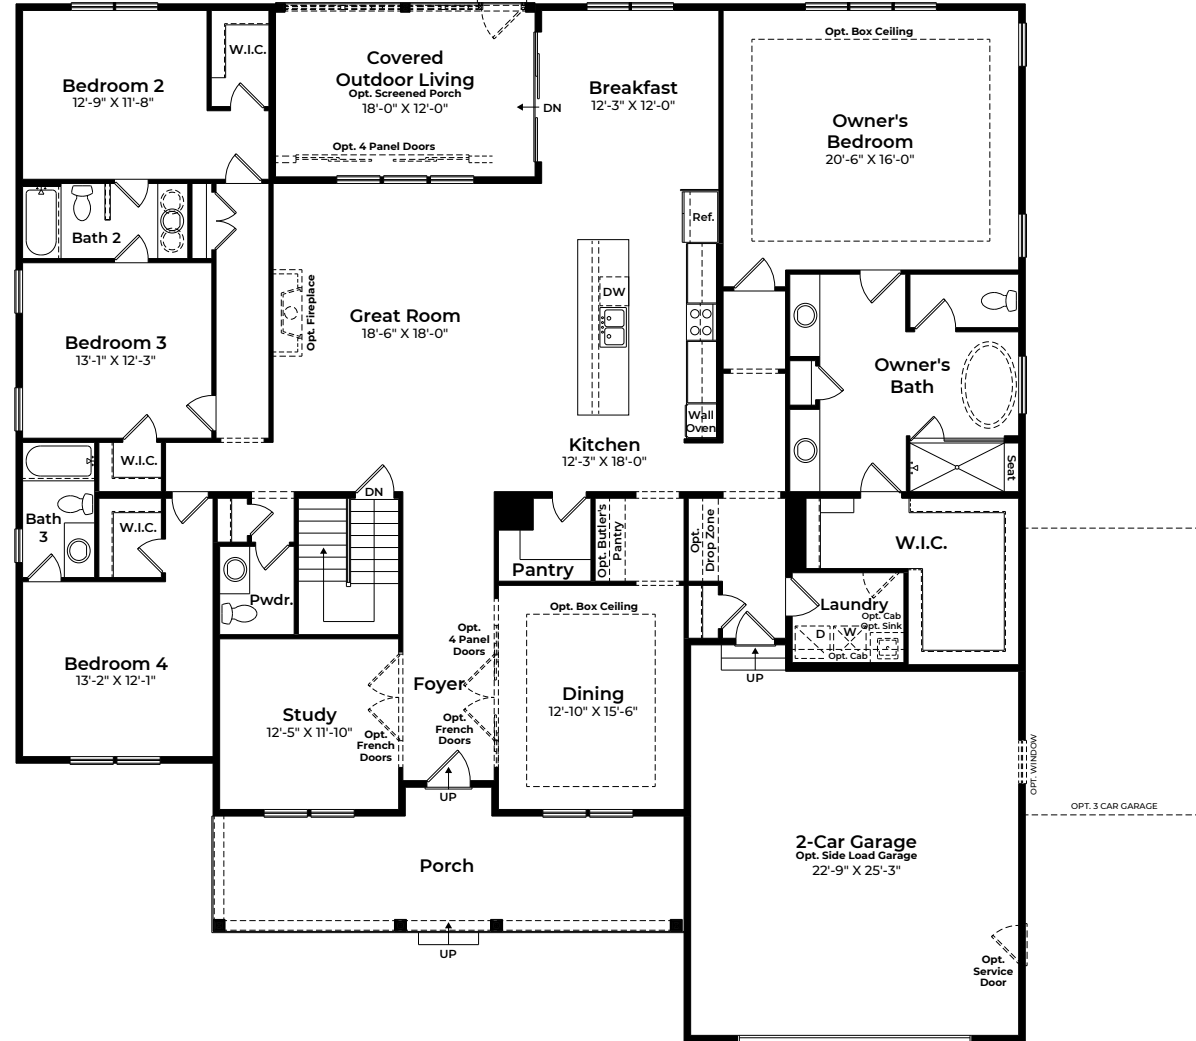 Bedroom 2
12'-9" X 11'-8"
W.I.C.
Covered
Outdoor Living
Opt. Screened Porch
18'-0" X 12'-0"
Opt. 4 Panel Doors
DN
Breakfast
12'-3" X 12'-0"
Opt. Box Ceiling
Owner's
Bedroom
20'-6" X 16'-0"
Bath 2
Ref.
Bedroom 3
13'-1" X 12'-3"
Opt. Fireplace
Great Room
18'-6" X 18'-0"
DW
Wall
Oven
Kitchen
12'-3" X 18'-0"
Owner's
Bath
Seat
W.I.C.
Bath
3
W.I.C.
DN
Pantry
Opt. Butler's
Pantry
Opt.
Drop Zone
W.I.C.
Pwdr.
Laundry
Opt. Cab
Opt. Sink
D
W
Opt. Cab
UP
Bedroom 4
13'-2" X 12'-1"
Study
12'-5" X 11'-10"
Opt.
French
Doors
Foyer
Opt.
4 Panel
Doors
Opt.
French
Doors
UP
Opt. Box Ceiling
Dining
12'-10" X 15'-6"
OPT. WINDOW
OPT. 3 CAR GARAGE
2-Car Garage
Opt. Side Load Garage
22'-9" X 25'-3"
Porch
UP
Opt.
Service
Door